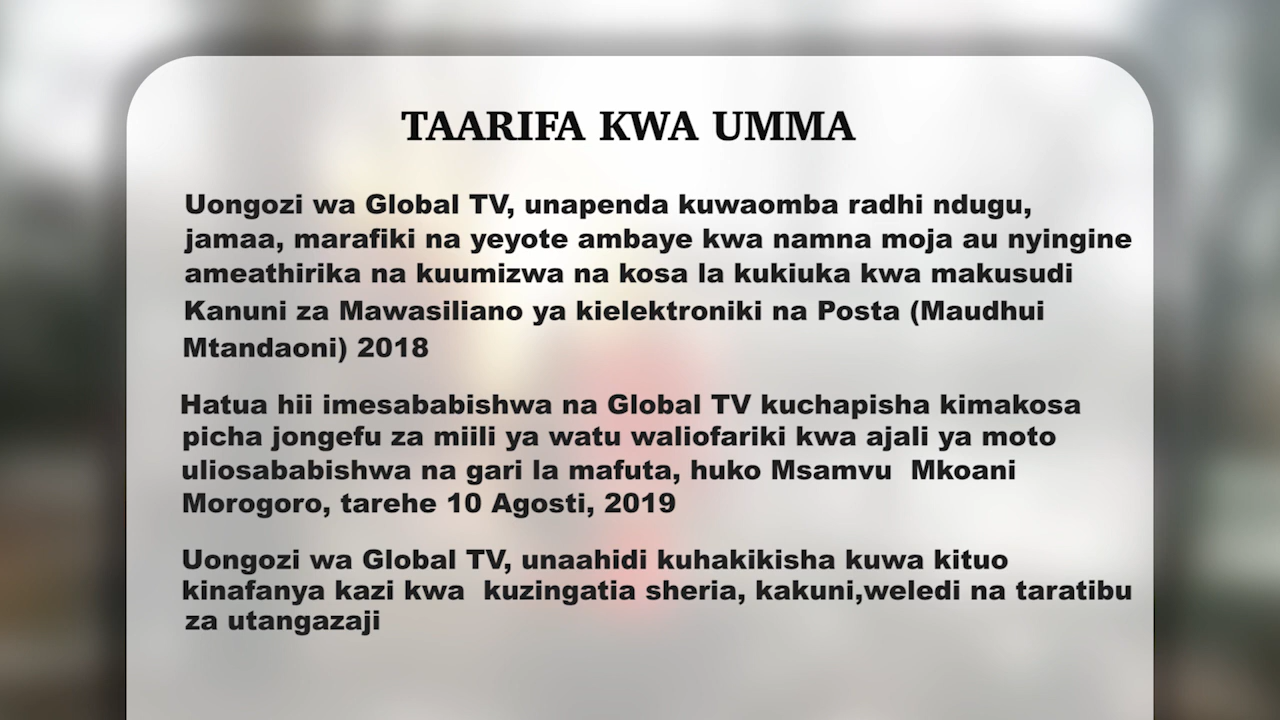 TAARIFA KWA UMMA
Uongozi wa Global TV, unapenda kuwaomba radhi ndugu,
jamaa, marafiki na yeyote ambaye kwa namna moja au nyingine
ameathirika na kuumizwa na kosa la kukiuka kwa makusudi
Kanuni za Mawasiliano ya kielektroniki na Posta (Maudhui
Mtandaoni) 2018
Hatua hii imesababishwa na Global TV kuchapisha kimakosa
picha jongefu za miili ya watu waliofariki kwa ajali ya moto
uliosababishwa na gari la mafuta, huko Msamvu  Mkoani
Morogoro, tarehe 10 Agosti, 2019
Uongozi wa Global TV, unaahidi kuhakikisha kuwa kituo
kinafanya kazi kwa  kuzingatia sheria, kakuni,weledi na taratibu
za utangazaji